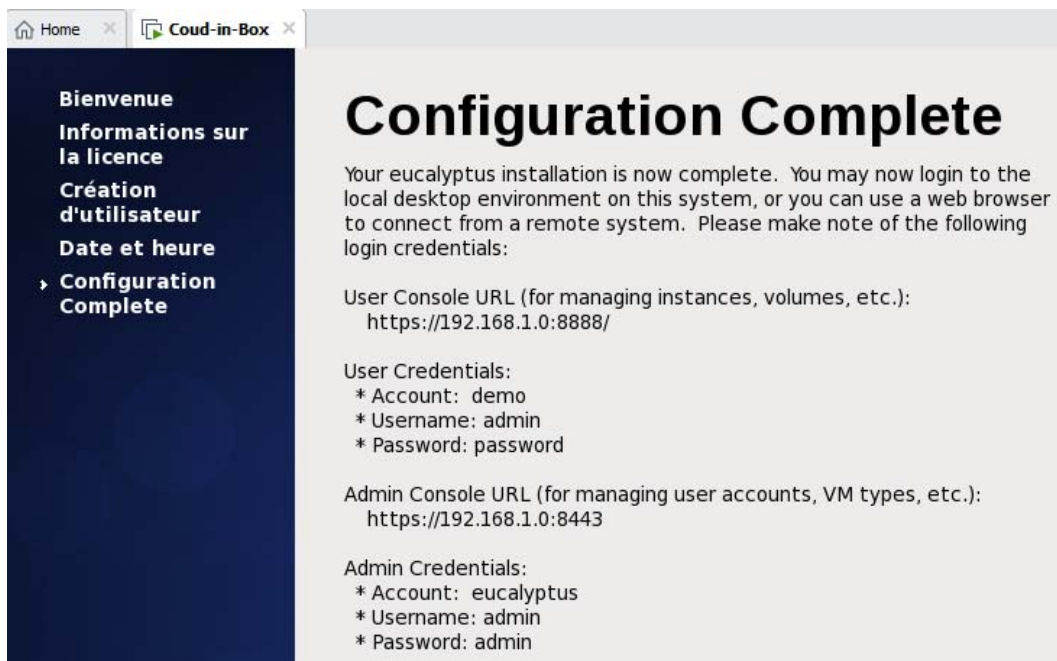 Home
Coud-in-Box
Bienvenue
Informations sur
la licence
Création
d'utilisateur
Date et heure
Configuration
Complete
Configuration Complete
Your eucalyptus installation is now complete. You may now login to the
local desktop environment on this system, or you can use a web browser
to connect from a remote system. Please make note of the following
login credentials:
User Console URL (for managing instances, volumes, etc.):
https://192.168.1.0:8888/
User Credentials:
* Account: demo
* Username: admin
* Password: password
Admin Console URL (for managing user accounts, VM types, etc.):
https://192.168.1.0:8443
Admin Credentials:
* Account: eucalyptus
* Username: admin
* Password: admin